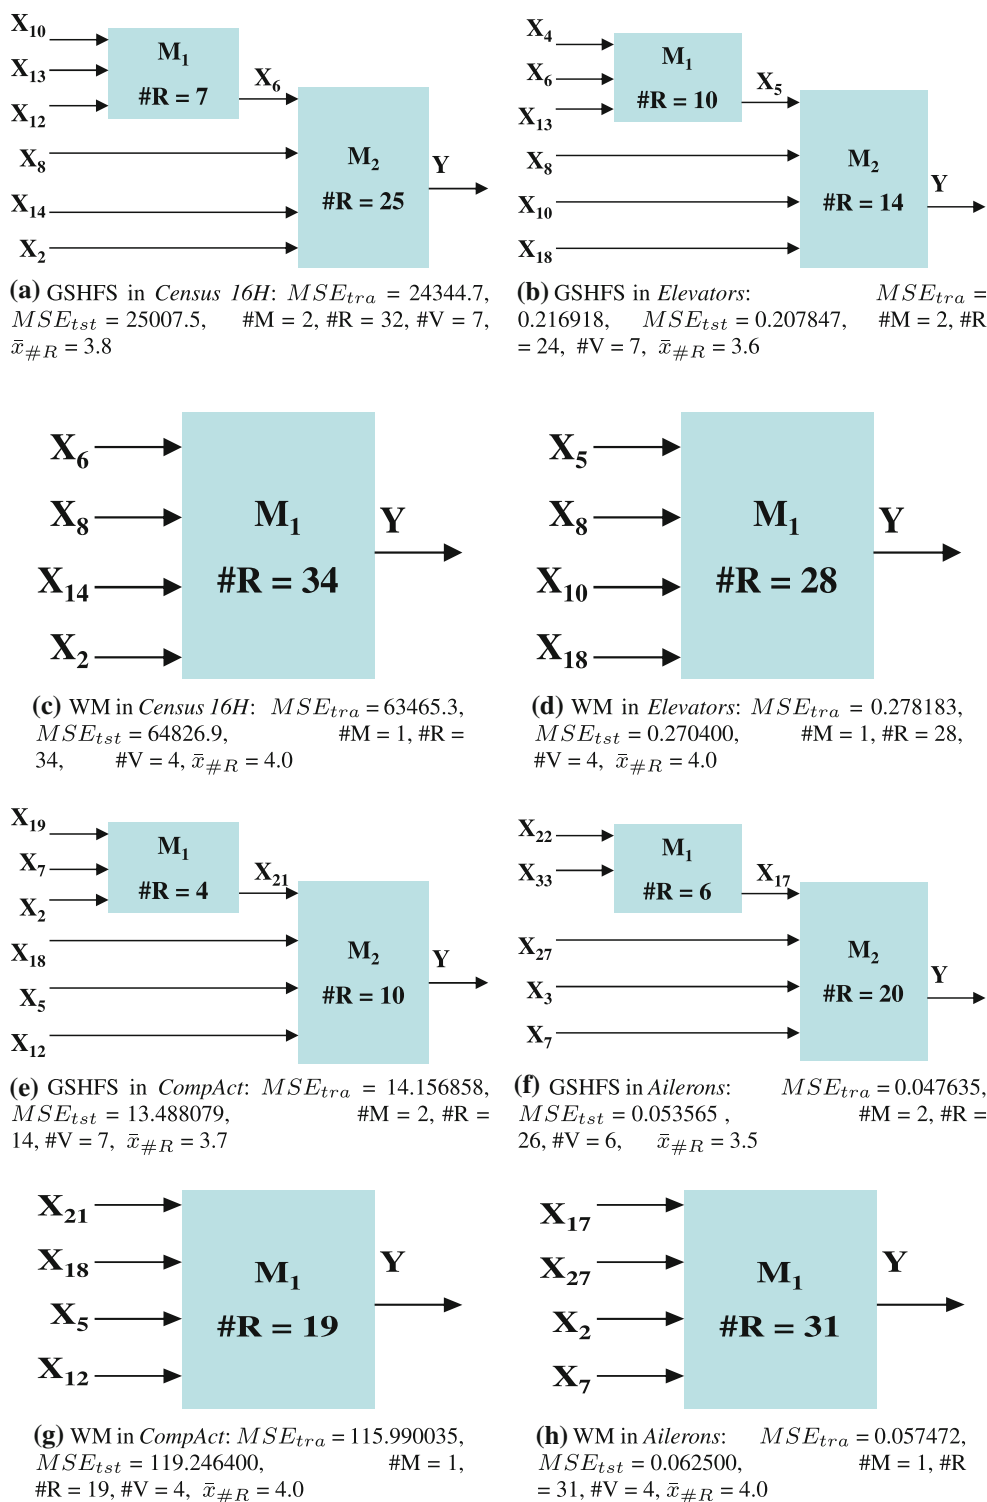 X10
X13
X12
M1
#R = 7
X6
X8
X14
X2
M2
#R = 25
Y
(a) GSHFS in Census 16H: MSEtra = 24344.7,
MSEtst = 25007.5, #M = 2, #R = 32, #V = 7,
x̄#R = 3.8
X4
X6
X13
M1
#R = 10
X5
X8
X10
X18
M2
#R = 14
Y
(b) GSHFS in Elevators: MSEtra =
0.216918, MSEtst = 0.207847, #M = 2, #R
= 24, #V = 7, x̄#R = 3.6
X6
X8
X14
X2
M1
#R = 34
Y
(c) WM in Census 16H: MSEtra = 63465.3,
MSEtst = 64826.9, #M = 1, #R =
34, #V = 4, x̄#R = 4.0
X5
X8
X10
X18
M1
#R = 28
Y
(d) WM in Elevators: MSEtra = 0.278183,
MSEtst = 0.270400, #M = 1, #R = 28,
#V = 4, x̄#R = 4.0
X19
X7
X2
M1
#R = 4
X21
X18
X5
X12
M2
#R = 10
Y
(e) GSHFS in CompAct: MSEtra = 14.156858,
MSEtst = 13.488079, #M = 2, #R =
14, #V = 7, x̄#R = 3.7
X22
X33
M1
#R = 6
X17
X27
X3
X7
M2
#R = 20
Y
(f) GSHFS in Ailerons: MSEtra = 0.047635,
MSEtst = 0.053565 , #M = 2, #R =
26, #V = 6, x̄#R = 3.5
X21
X18
X5
X12
M1
#R = 19
Y
(g) WM in CompAct: MSEtra = 115.990035,
MSEtst = 119.246400, #M = 1,
#R = 19, #V = 4, x̄#R = 4.0
X17
X27
X2
X7
M1
#R = 31
Y
(h) WM in Ailerons: MSEtra = 0.057472,
MSEtst = 0.062500, #M = 1, #R
= 31, #V = 4, x̄#R = 4.0